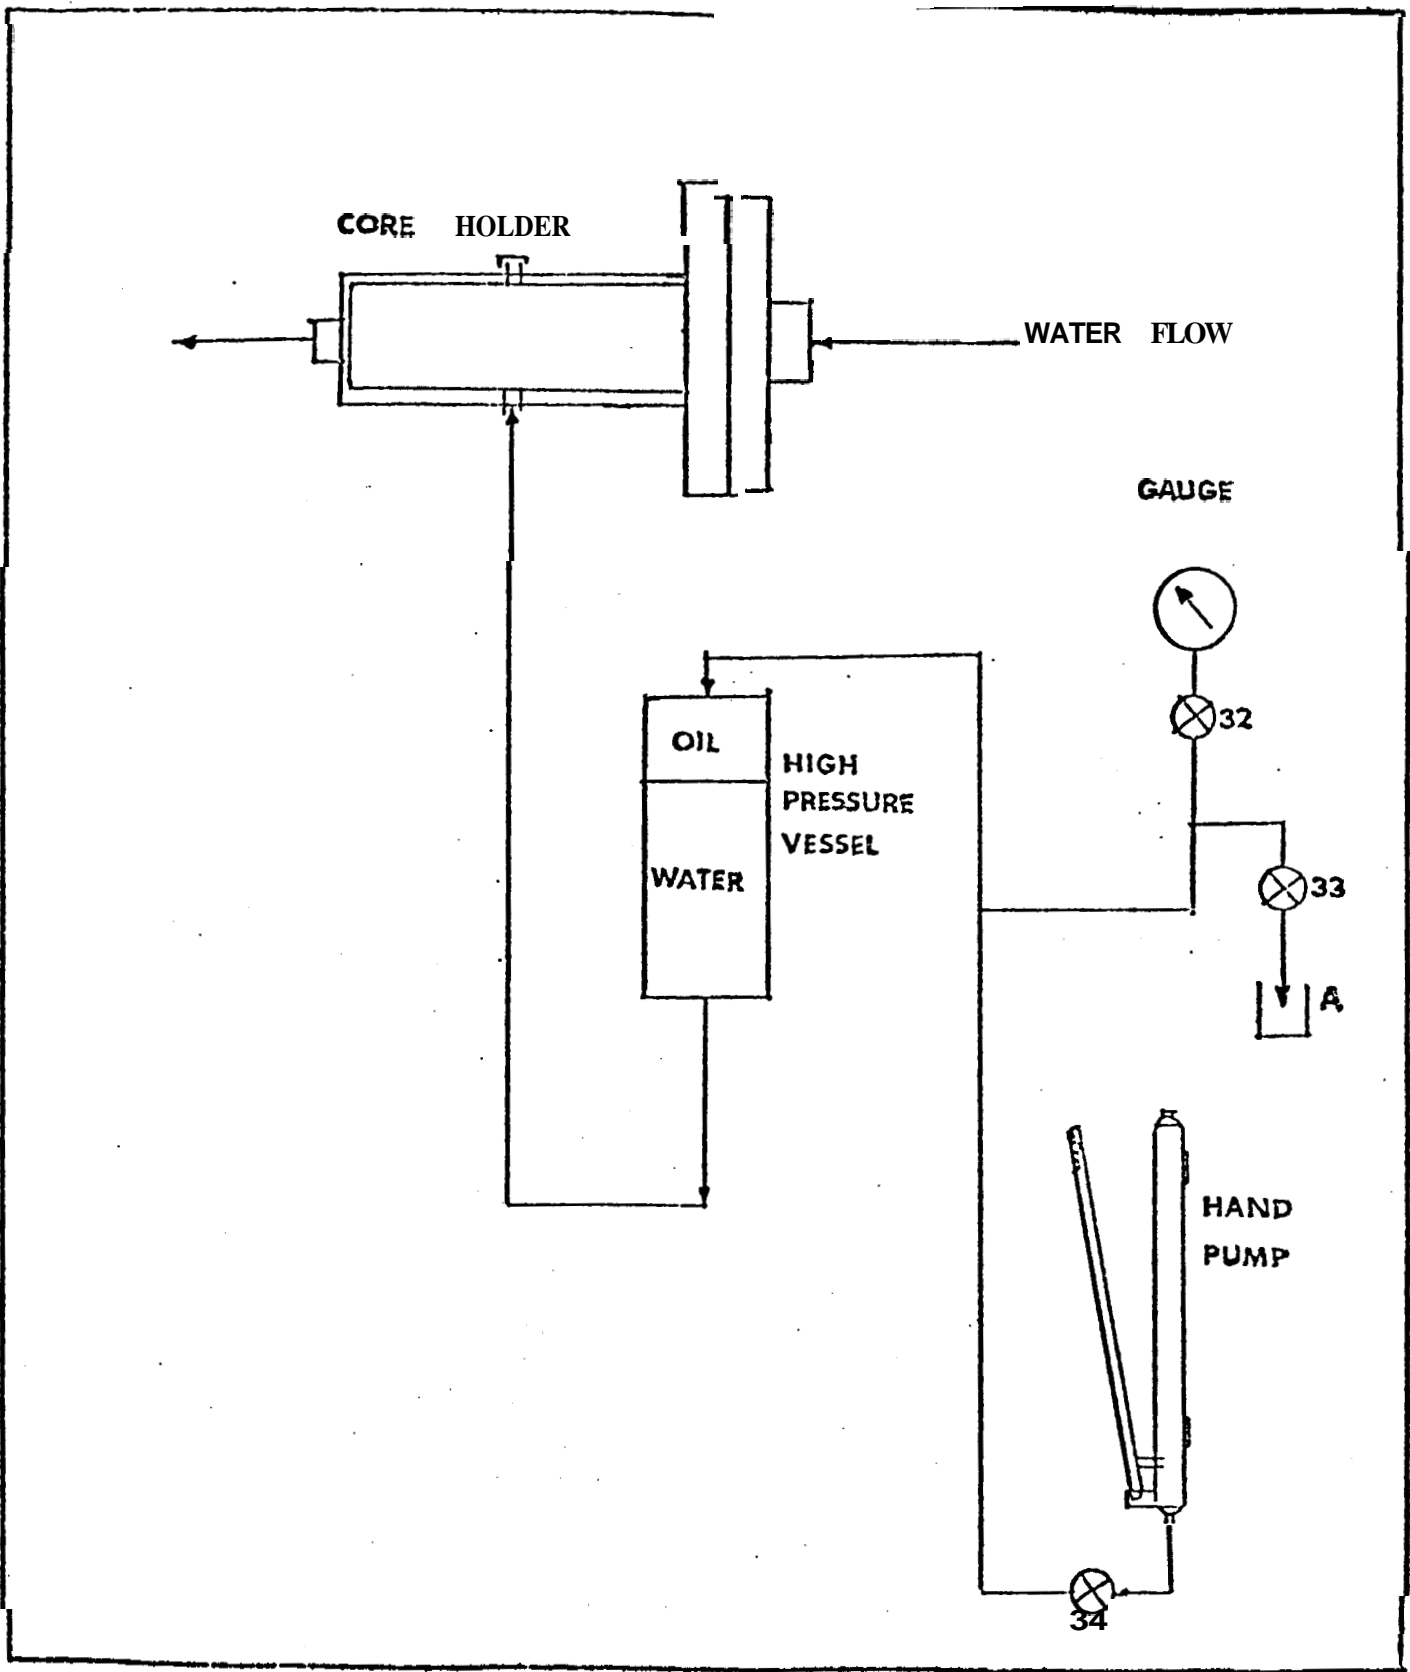 CORE HOLDER
WATER FLOW
GAUGE
32
OIL
HIGH
PRESSURE
VESSEL
WATER
33
A
HAND
PUMP
34